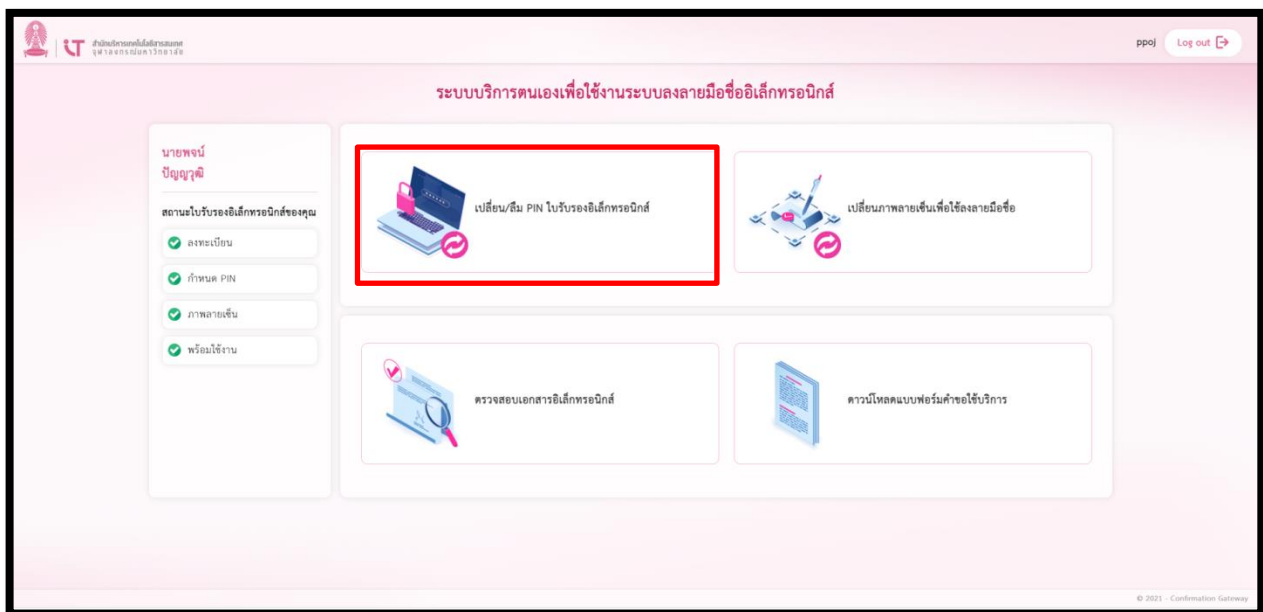 สำนักบริหารเทคโนโลยีสารสนเทศ
จุฬาลงกรณ์มหาวิทยาลัย
ppoj
Log out
ระบบบริการตนเองเพื่อใช้งานระบบลงลายมือชื่ออิเล็กทรอนิกส์
นายพจน์
ปัญญวุฒิ
สถานะใบรับรองอิเล็กทรอนิกส์ของคุณ
ลงทะเบียน
กำหนด PIN
ภาพลายเซ็น
พร้อมใช้งาน
เปลี่ยน/ลืม PIN ใบรับรองอิเล็กทรอนิกส์
เปลี่ยนภาพลายเซ็นเพื่อใช้ลงลายมือชื่อ
ตรวจสอบเอกสารอิเล็กทรอนิกส์
ดาวน์โหลดแบบฟอร์มคำขอใช้บริการ
© 2021 - Confirmation Gateway